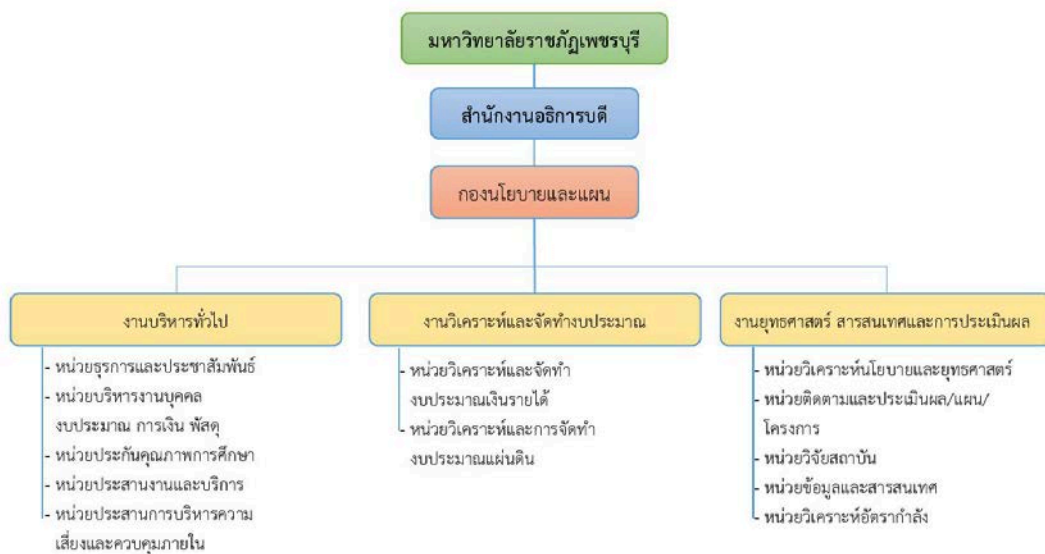 มหาวิทยาลัยราชภัฏเพชรบุรี
สำนักงานอธิการบดี
กองนโยบายและแผน
งานบริหารทั่วไป
- หน่วยธุรการและประชาสัมพันธ์
- หน่วยบริหารงานบุคคล
งบประมาณ การเงิน พัสดุ
- หน่วยประกันคุณภาพการศึกษา
- หน่วยประสานงานและบริการ
- หน่วยประสานการบริหารความ
เสี่ยงและควบคุมภายใน
งานวิเคราะห์และจัดทำงบประมาณ
- หน่วยวิเคราะห์และจัดทำ
งบประมาณเงินรายได้
- หน่วยวิเคราะห์และการจัดทำ
งบประมาณแผ่นดิน
งานยุทธศาสตร์ สารสนเทศและการประเมินผล
- หน่วยวิเคราะห์นโยบายและยุทธศาสตร์
- หน่วยติดตามและประเมินผล/แผน/
โครงการ
- หน่วยวิจัยสถาบัน
- หน่วยข้อมูลและสารสนเทศ
- หน่วยวิเคราะห์อัตรากำลัง